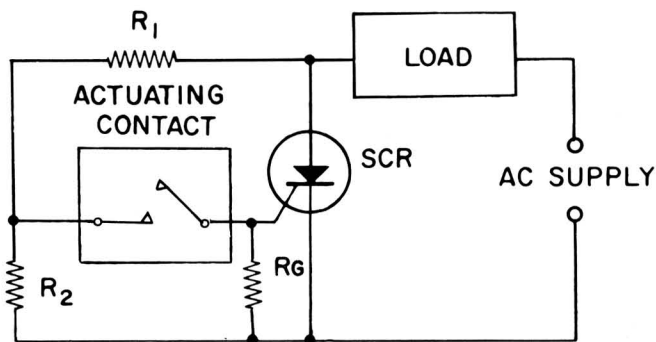 R1
LOAD
ACTUATING
CONTACT
SCR
AC SUPPLY
R2
RG